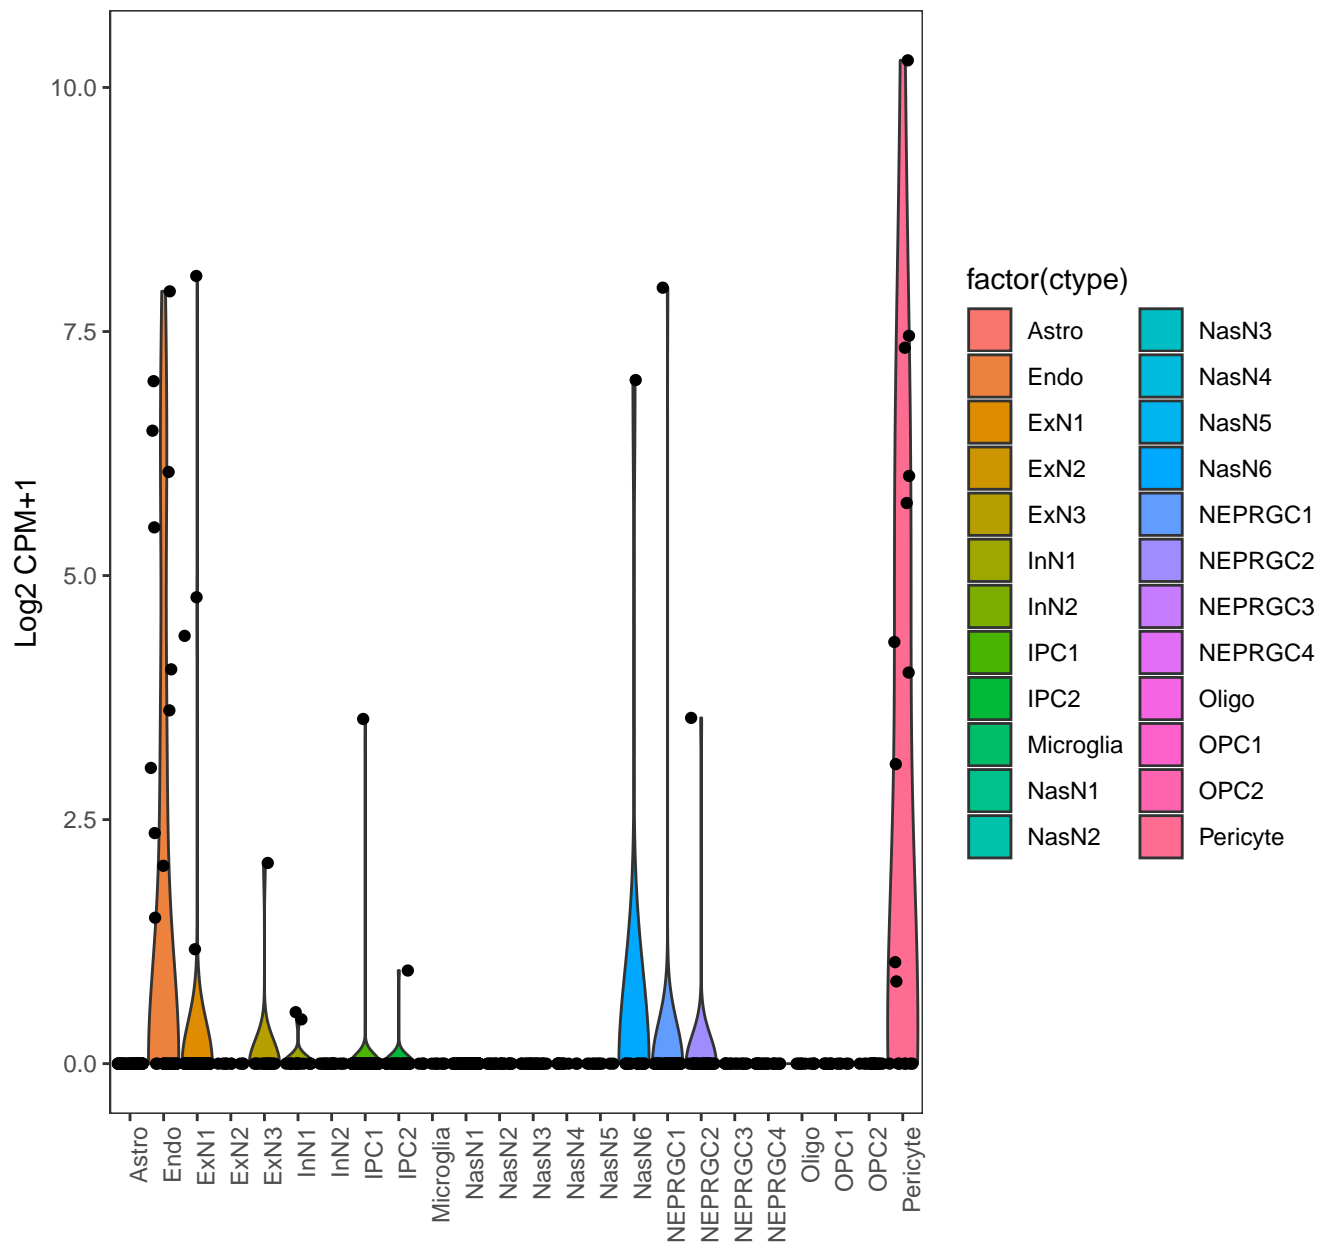 10.0
7.5
5.0
2.5
0.0
Log2 CPM+1
Astro
Endo
ExN1
ExN2
ExN3
InN1
InN2
IPC1
IPC2
Microglia
NasN1
NasN2
NasN3
NasN4
NasN5
NasN6
NEPRGC1
NEPRGC2
NEPRGC3
NEPRGC4
Oligo
OPC1
OPC2
Pericyte
factor(ctype)
Astro
Endo
ExN1
ExN2
ExN3
InN1
InN2
IPC1
IPC2
Microglia
NasN1
NasN2
NasN3
NasN4
NasN5
NasN6
NEPRGC1
NEPRGC2
NEPRGC3
NEPRGC4
Oligo
OPC1
OPC2
Pericyte